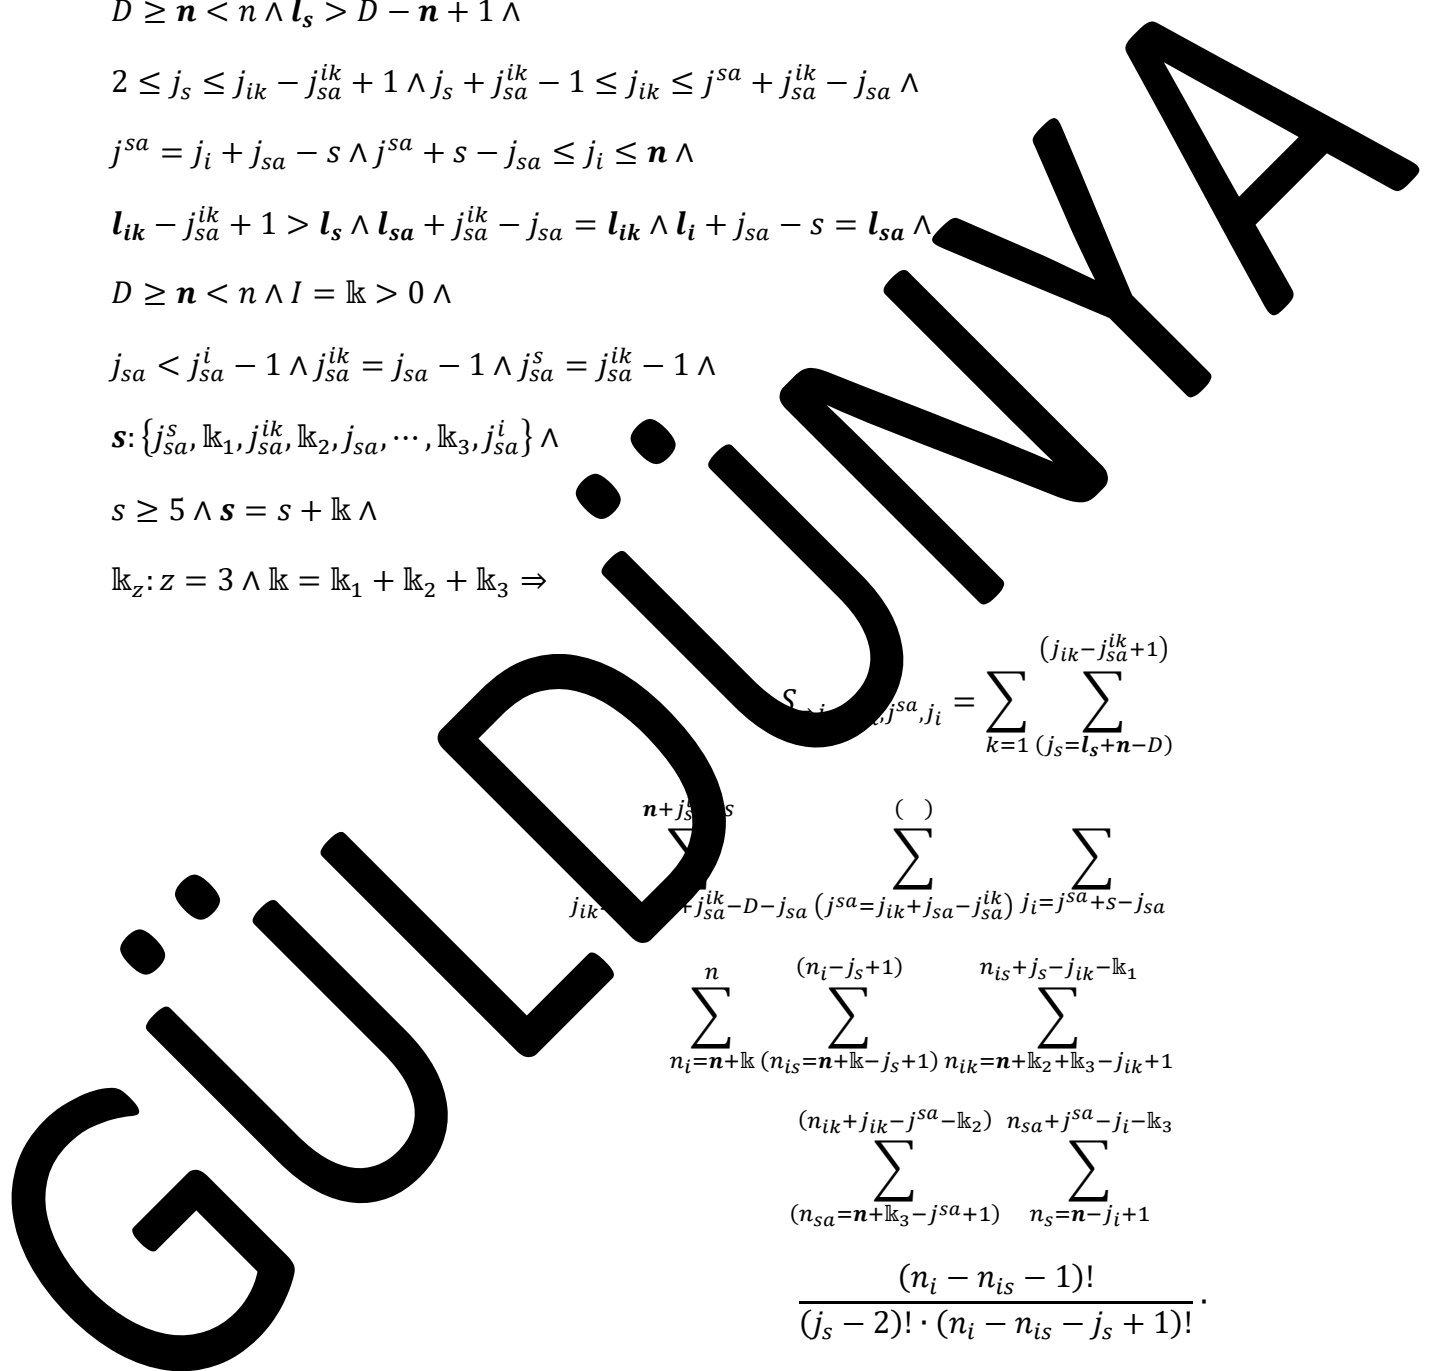 D ≥ n < n ∧ l_s > D − n + 1 ∧
2 ≤ j_s ≤ j_{ik} − j_{sa}^{ik} + 1 ∧ j_s + j_{sa}^{ik} − 1 ≤ j_{ik} ≤ j^{sa} + j_{sa}^{ik} − j_{sa} ∧
j^{sa} = j_i + j_{sa} − s ∧ j^{sa} + s − j_{sa} ≤ j_i ≤ n ∧
l_{ik} − j_{sa}^{ik} + 1 > l_s ∧ l_{sa} + j_{sa}^{ik} − j_{sa} = l_{ik} ∧ l_i + j_{sa} − s = l_{sa} ∧
D ≥ n < n ∧ I = 𝕜 > 0 ∧
j_{sa} < j_{sa}^{i} − 1 ∧ j_{sa}^{ik} = j_{sa} − 1 ∧ j_{sa}^{s} = j_{sa}^{ik} − 1 ∧
s: {j_{sa}^{s}, 𝕜_1, j_{sa}^{ik}, 𝕜_2, j_{sa}, ⋯, 𝕜_3, j_{sa}^{i}} ∧
s ≥ 5 ∧ s = s + 𝕜 ∧
𝕜_z: z = 3 ∧ 𝕜 = 𝕜_1 + 𝕜_2 + 𝕜_3 ⇒
(j_{ik}−j_{sa}^{ik}+1)
j^{sa},j_i = ∑ ∑
k=1 (j_s=l_s+n−D)
( )
∑ ∑
+j_{sa}^{ik}−D−j_{sa} (j^{sa}=j_{ik}+j_{sa}−j_{sa}^{ik}) j_i=j^{sa}+s−j_{sa}
n (n_i−j_s+1) n_{is}+j_s−j_{ik}−𝕜_1
∑ ∑ ∑
n_i=n+𝕜 (n_{is}=n+𝕜−j_s+1) n_{ik}=n+𝕜_2+𝕜_3−j_{ik}+1
(n_{ik}+j_{ik}−j^{sa}−𝕜_2) n_{sa}+j^{sa}−j_i−𝕜_3
∑ ∑
(n_{sa}=n+𝕜_3−j^{sa}+1) n_s=n−j_i+1
(n_i − n_{is} − 1)!
(j_s − 2)! · (n_i − n_{is} − j_s + 1)! ·
GÜLDÜNYA